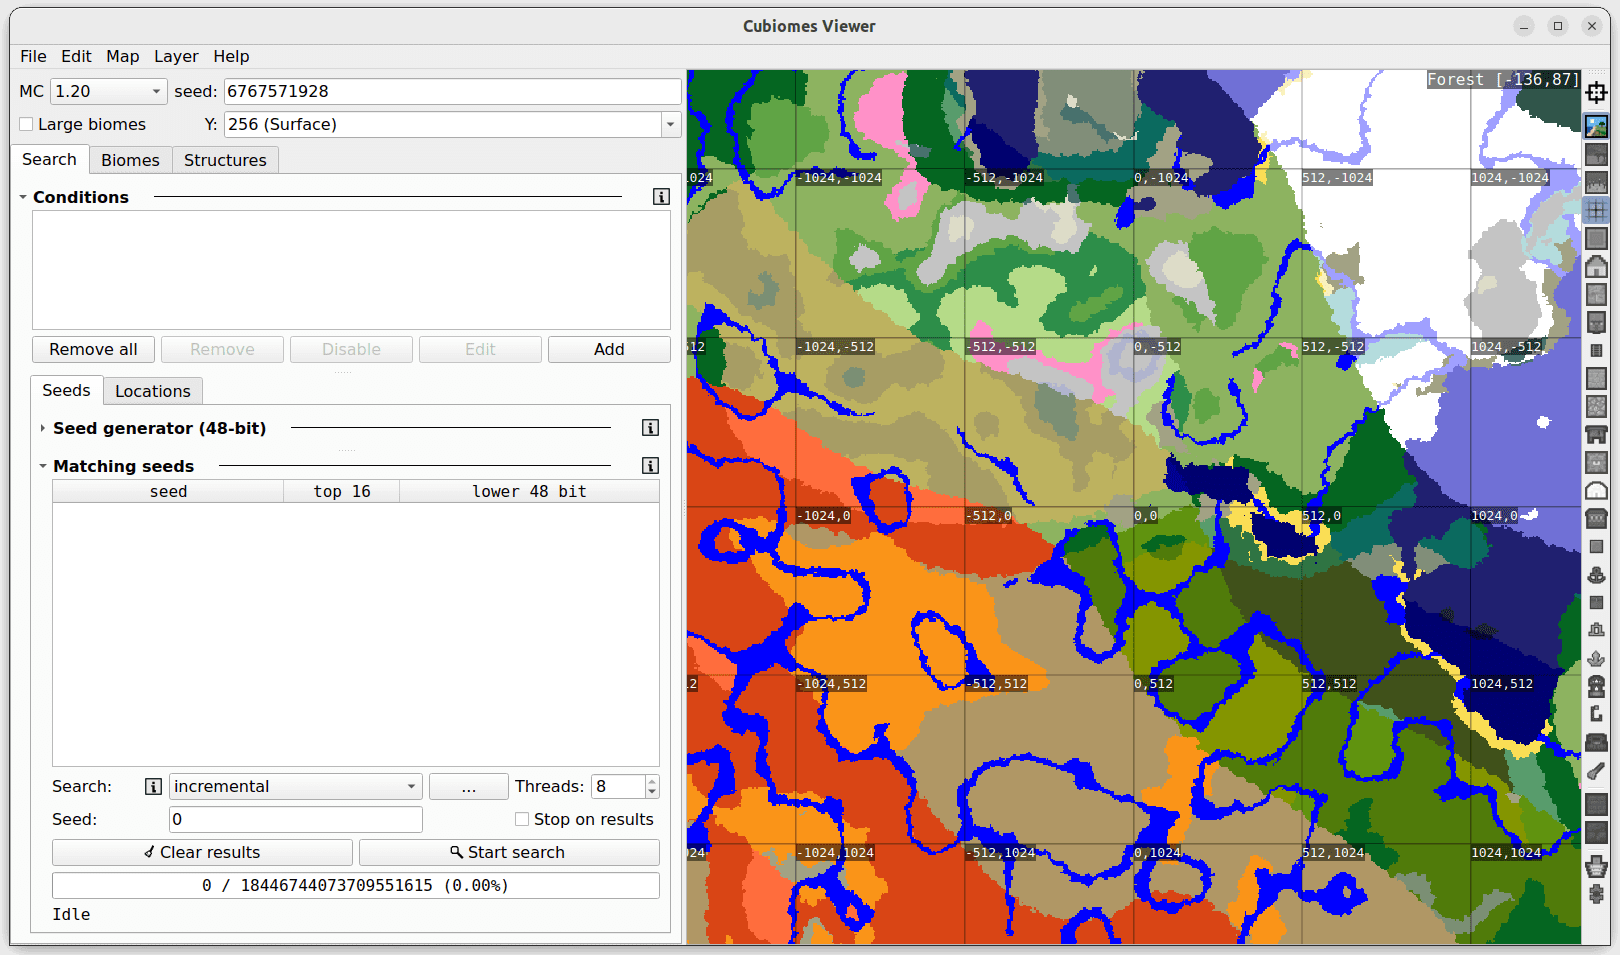 Cubiomes Viewer
File Edit Map Layer Help
MC 1.20 seed: 6767571928
Large biomes Y: 256 (Surface)
Search Biomes Structures
Conditions
Remove all Remove Disable Edit Add
Seeds Locations
Seed generator (48-bit)
Matching seeds
seed top 16 lower 48 bit
Search: incremental ... Threads: 8
Seed: 0 Stop on results
Clear results Start search
0 / 18446744073709551615 (0.00%)
Idle
Forest [-136,87]
1024 -1024,-1024 -512,-1024 0,-1024 512,-1024 1024,-1024
512 -1024,-512 -512,-512 0,-512 512,-512 1024,-512
-1024,0 -512,0 0,0 512,0 1024,0
12 -1024,512 -512,512 0,512 512,512 1024,512
024 -1024,1024 -512,1024 0,1024 512,1024 1024,1024